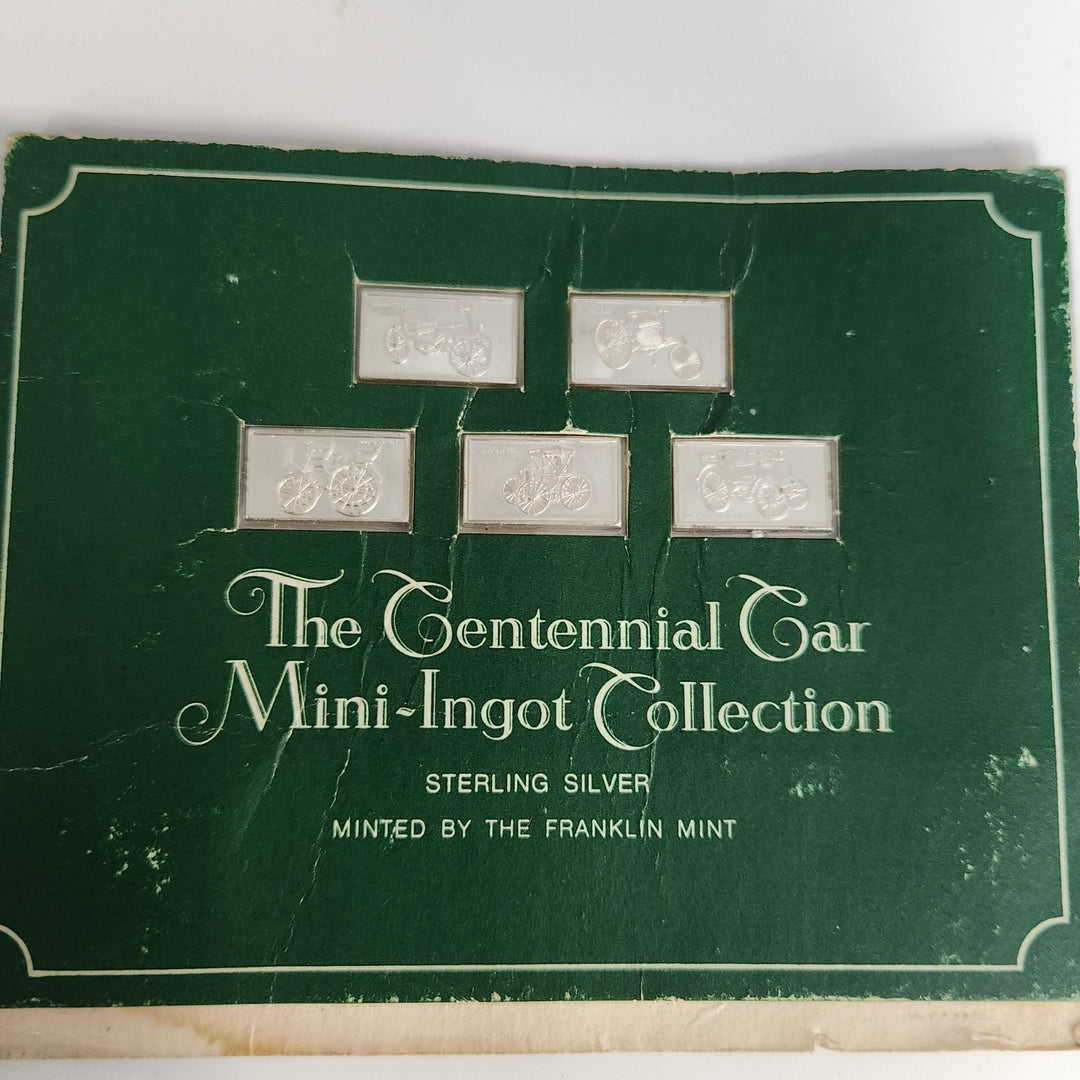 The Centennial Car
Mini-Ingot Collection
STERLING SILVER
MINTED BY THE FRANKLIN MINT